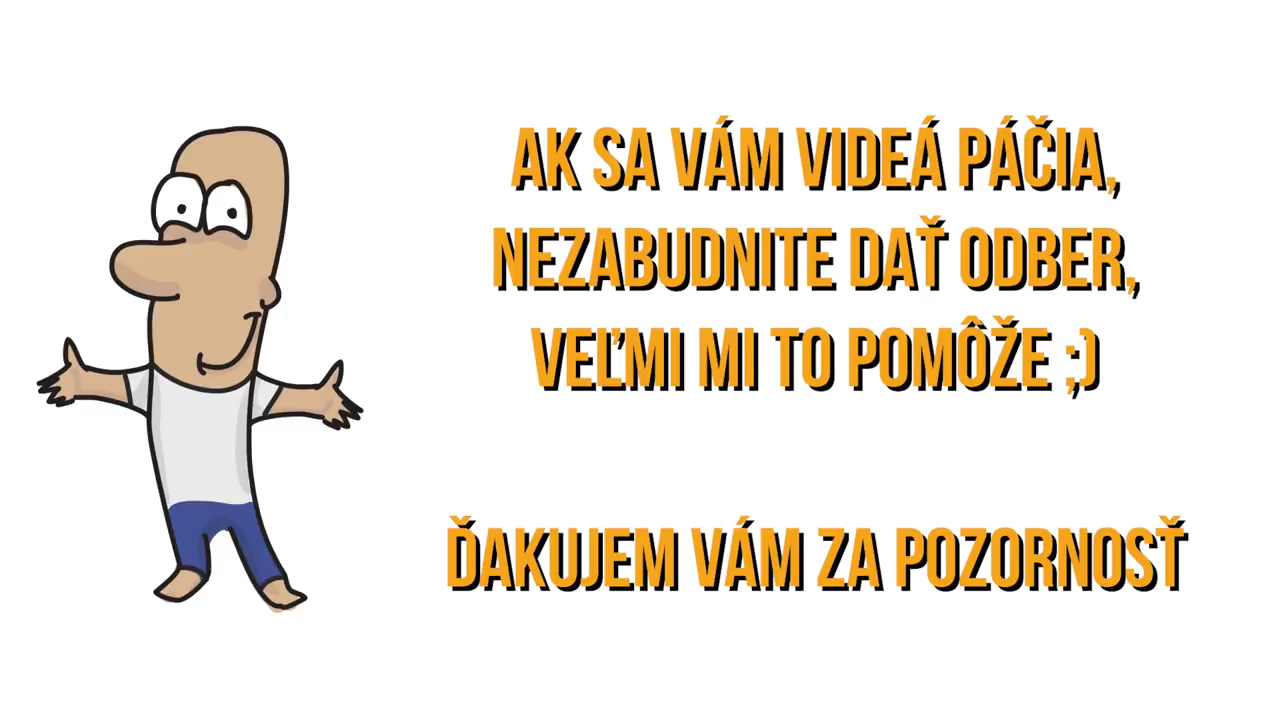 AK SA VÁM VIDEÁ PÁČIA,
NEZABUDNITE DAŤ ODBER,
VEĽMI MI TO POMÔŽE ;)
ĎAKUJEM VÁM ZA POZORNOSŤ